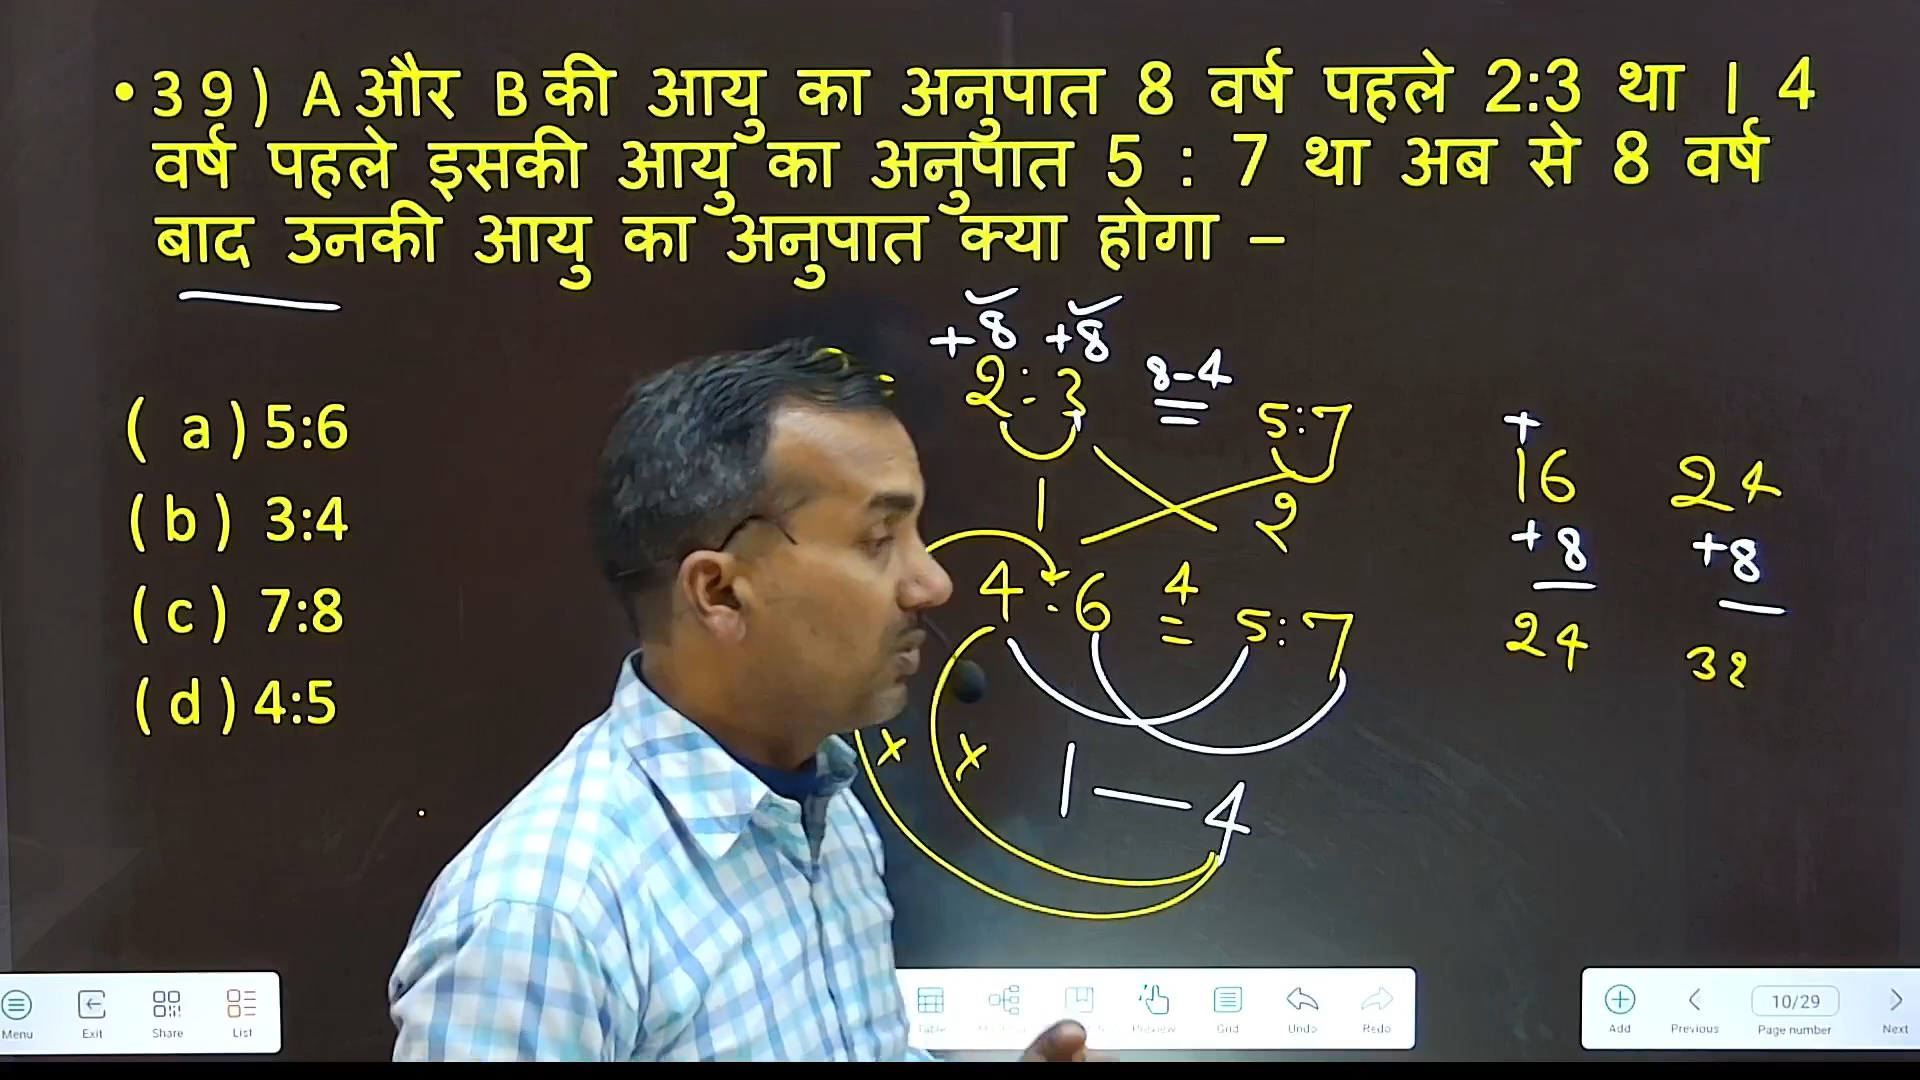 • 39) A और B की आयु का अनुपात 8 वर्ष पहले 2:3 था । 4
वर्ष पहले इसकी आयु का अनुपात 5 : 7 था अब से 8 वर्ष
बाद उनकी आयु का अनुपात क्या होगा –
+8 +8
2:3 8-4 5:7
1 2
4:6 4 5:7
x x
1—4
+
16 24
+8 +8
24 32
( a ) 5:6
( b ) 3:4
( c ) 7:8
( d ) 4:5
Menu Exit Share List
Table Preview Grid Undo Redo
Add Previous 10/29 Page number Next